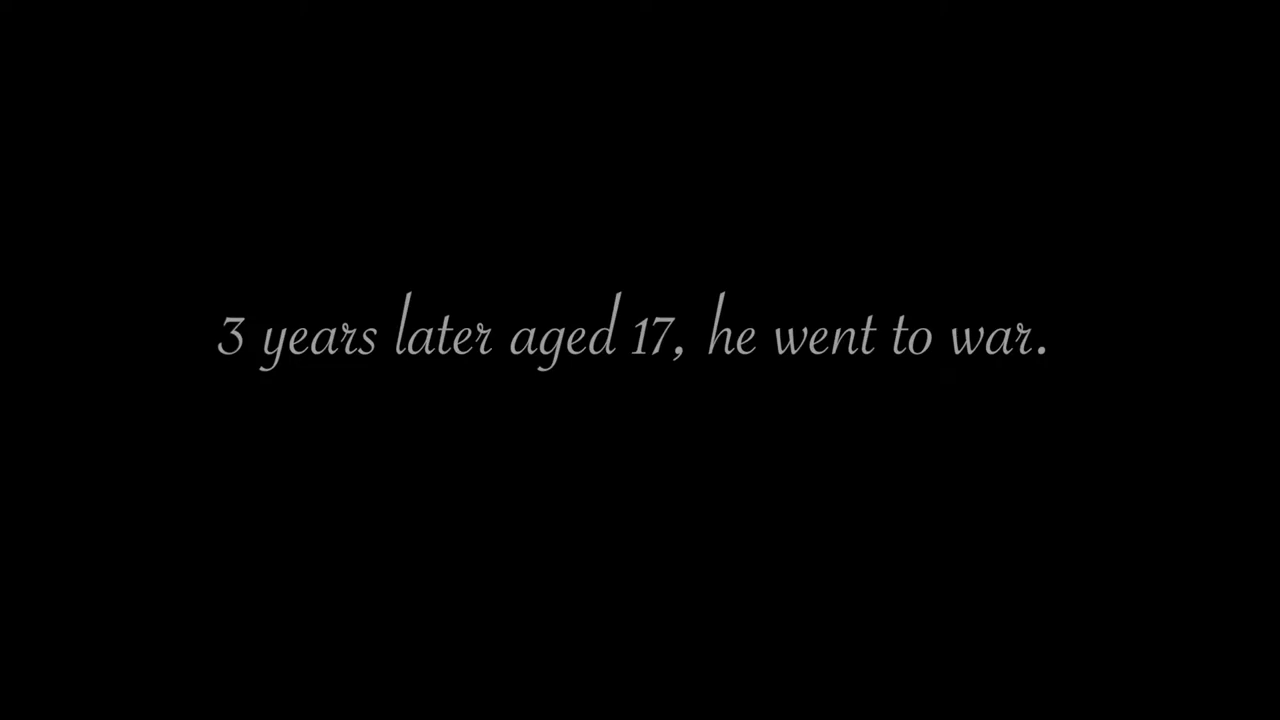 3 years later aged 17, he went to war.